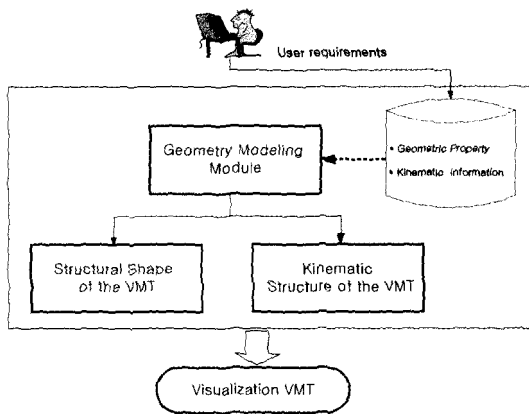 User requirements
• Geometric Property
• Kinematic Information
Geometry Modeling
Module
Structural Shape
of the VMT
Kinematic
Structure of the VMT
Visualization VMT